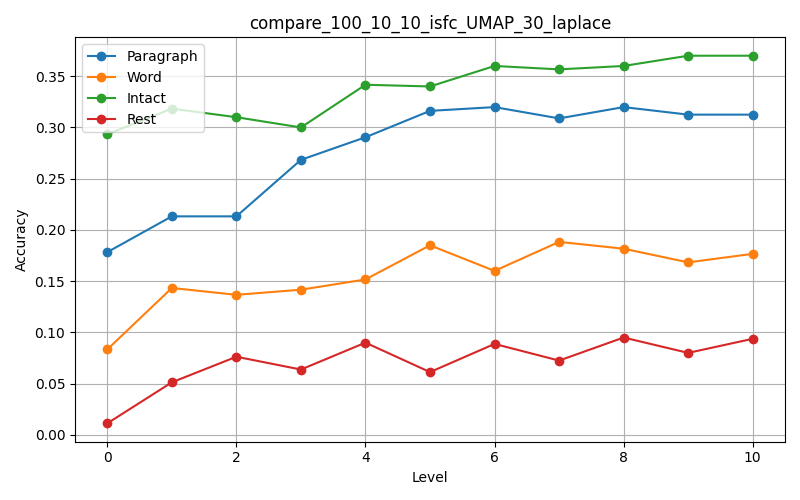 compare_100_10_10_isfc_UMAP_30_laplace
Paragraph
Word
Intact
Rest
Accuracy
0.35
0.30
0.25
0.20
0.15
0.10
0.05
0.00
0 2 4 6 8 10
Level